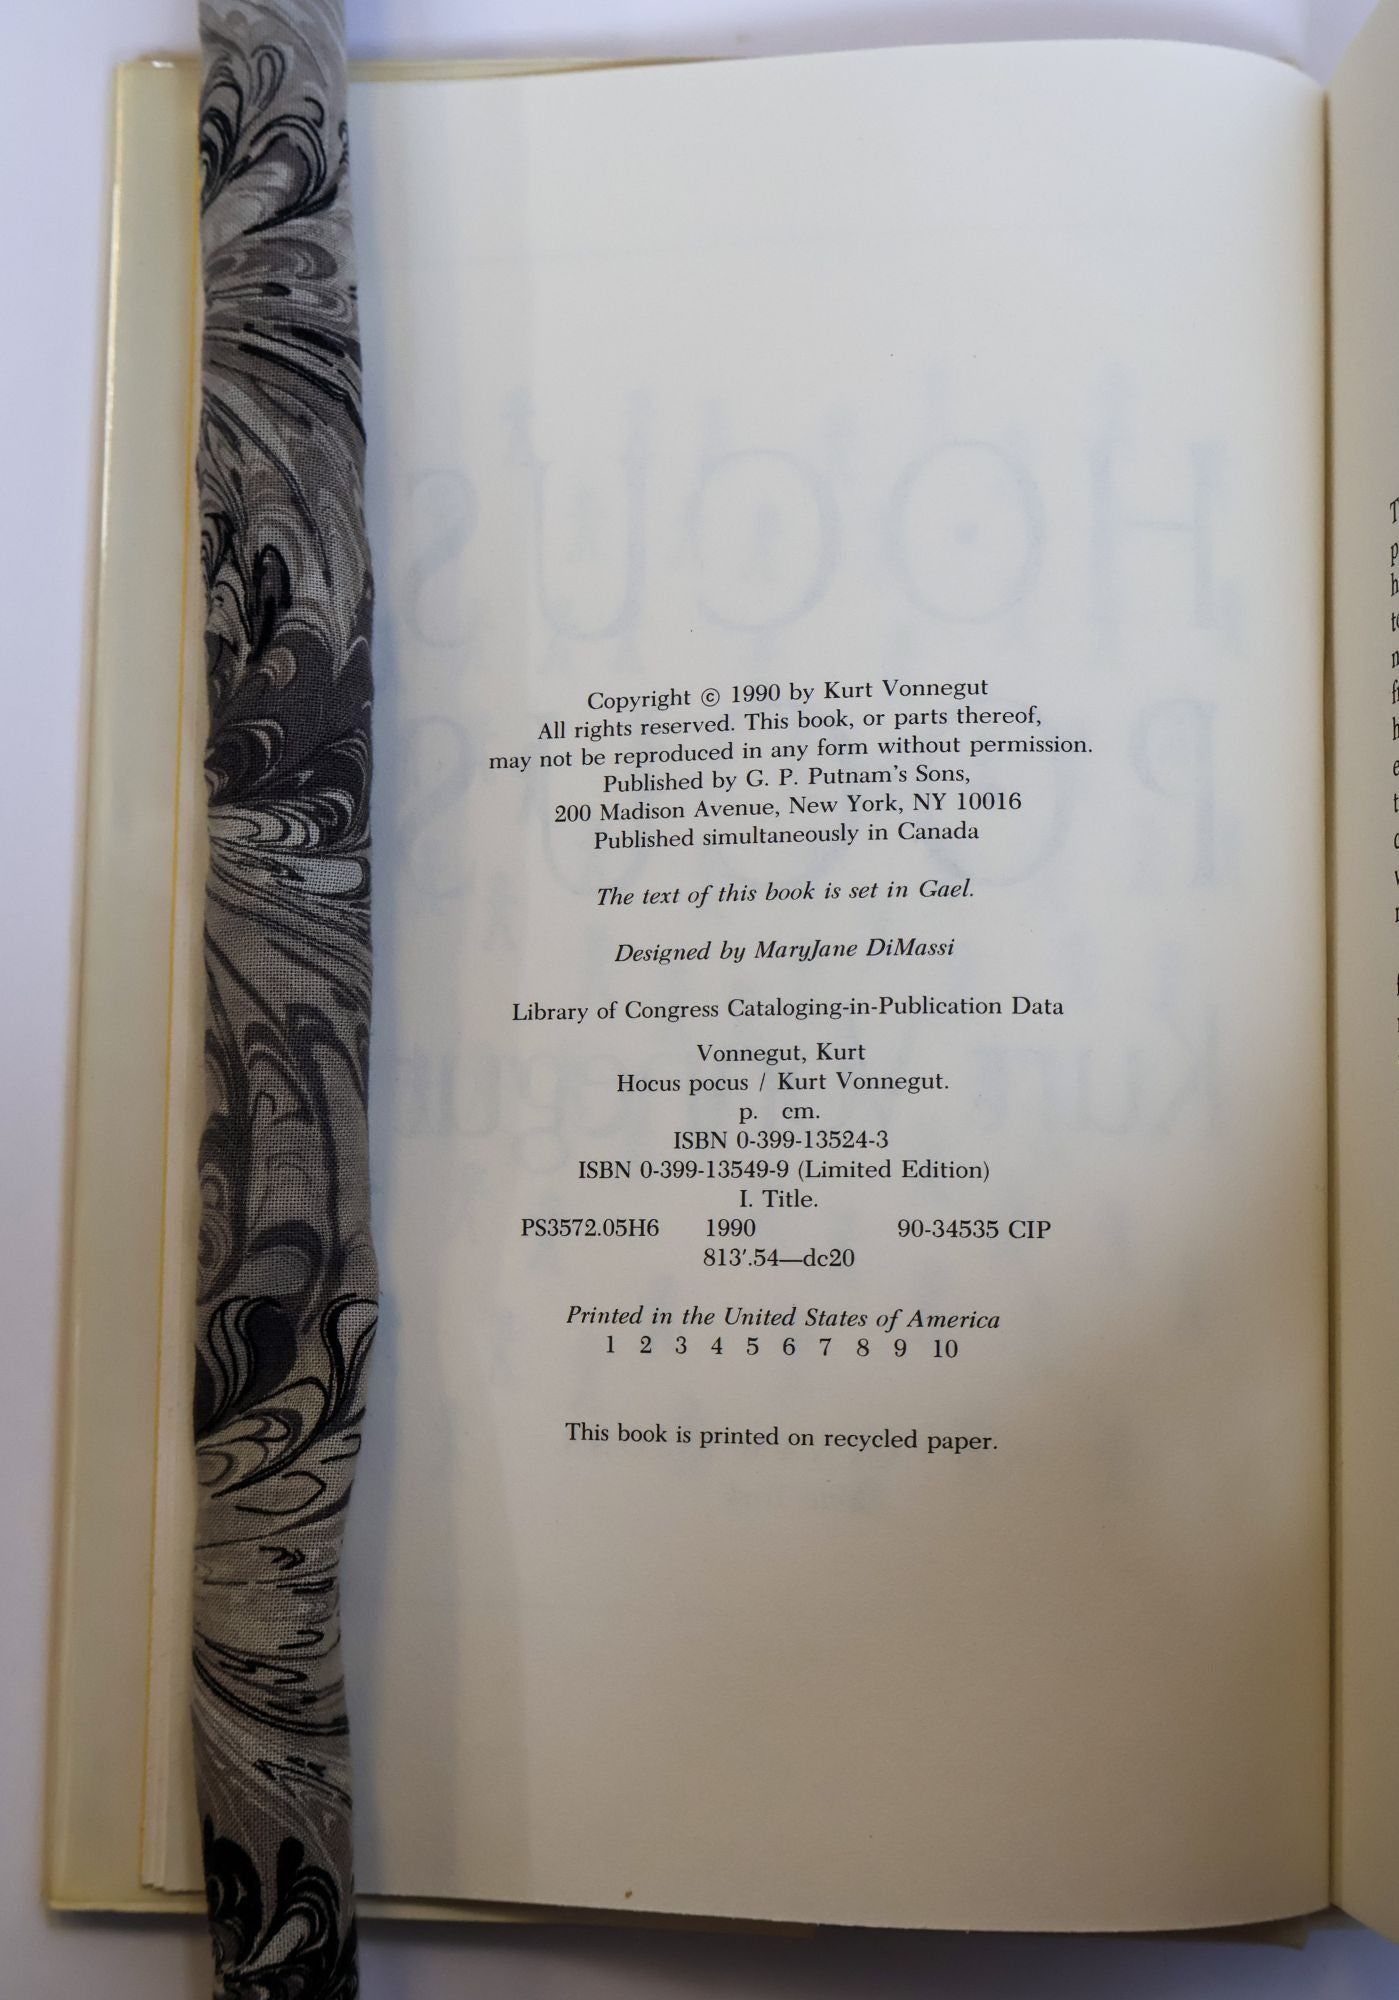 Copyright © 1990 by Kurt Vonnegut
All rights reserved. This book, or parts thereof,
may not be reproduced in any form without permission.
Published by G. P. Putnam's Sons,
200 Madison Avenue, New York, NY 10016
Published simultaneously in Canada
The text of this book is set in Gael.
Designed by MaryJane DiMassi
Library of Congress Cataloging-in-Publication Data
Vonnegut, Kurt
Hocus pocus / Kurt Vonnegut.
p. cm.
ISBN 0-399-13524-3
ISBN 0-399-13549-9 (Limited Edition)
I. Title.
PS3572.05H6 1990 90-34535 CIP
813'.54—dc20
Printed in the United States of America
1 2 3 4 5 6 7 8 9 10
This book is printed on recycled paper.